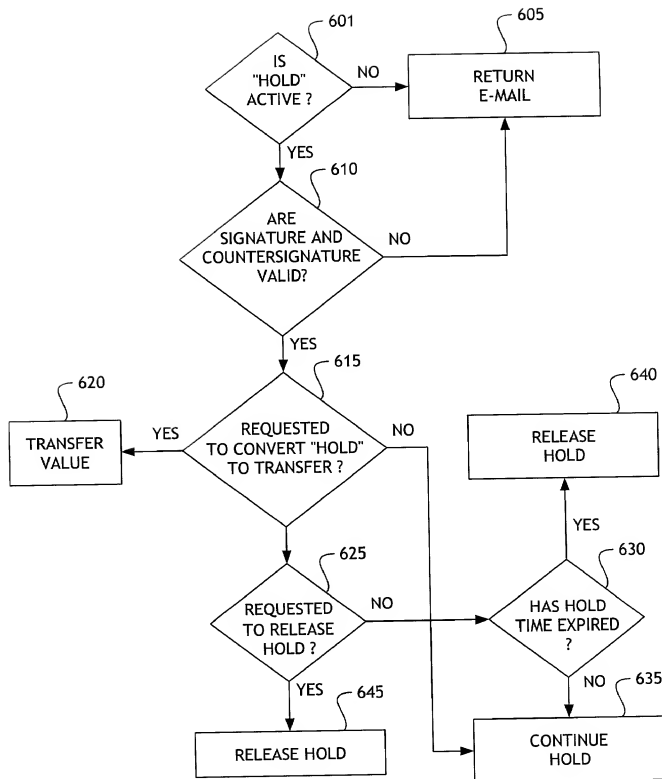 601
IS
"HOLD"
ACTIVE ?
NO
605
RETURN
E-MAIL
YES
610
ARE
SIGNATURE AND
COUNTERSIGNATURE
VALID?
NO
YES
615
620
TRANSFER
VALUE
YES
REQUESTED
TO CONVERT "HOLD"
TO TRANSFER ?
NO
640
RELEASE
HOLD
YES
625
REQUESTED
TO RELEASE
HOLD ?
NO
630
HAS HOLD
TIME EXPIRED
?
YES
NO
645
RELEASE HOLD
635
CONTINUE
HOLD